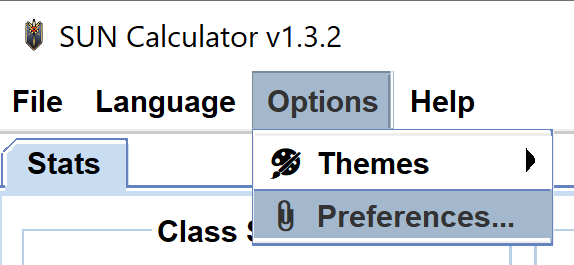 SUN Calculator v1.3.2
File Language Options Help
Stats
Themes
Preferences...
Class